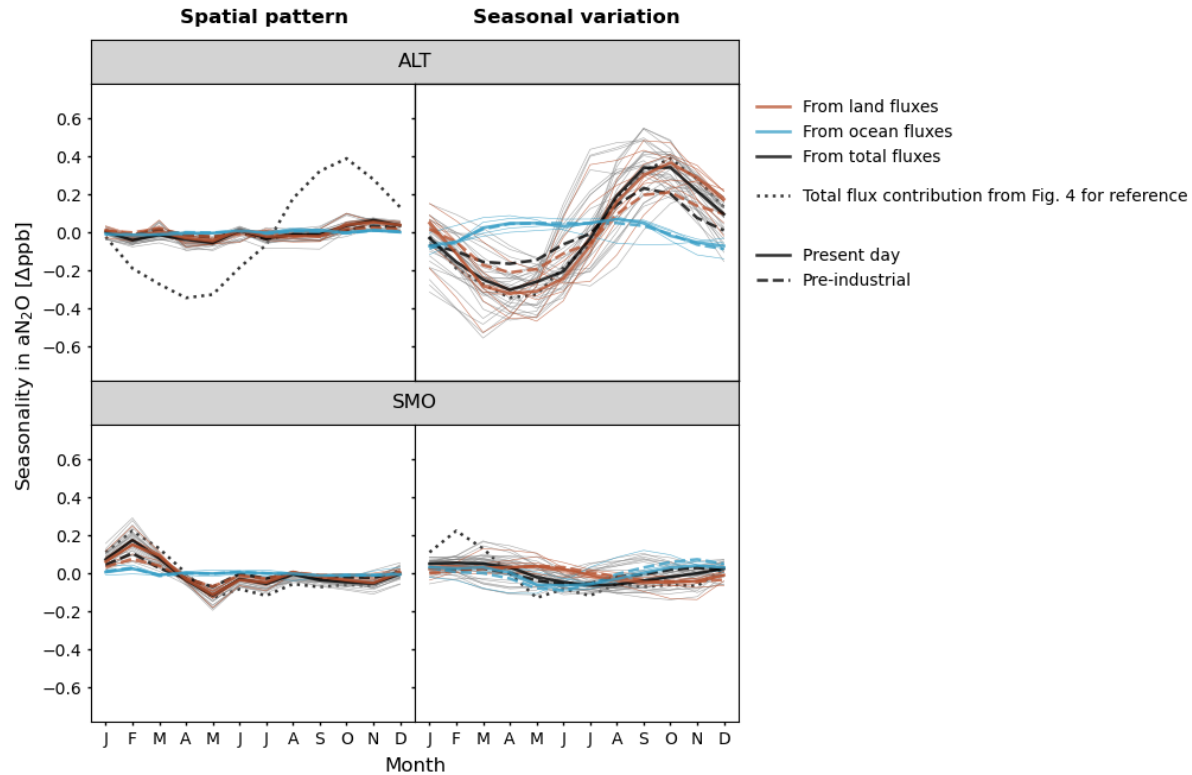 Spatial pattern
Seasonal variation
ALT
0.6
0.4
0.2
0.0
−0.2
−0.4
−0.6
SMO
0.6
0.4
0.2
0.0
−0.2
−0.4
−0.6
Seasonality in aN₂O [Δppb]
J F M A M J J A S O N D
J F M A M J J A S O N D
Month
From land fluxes
From ocean fluxes
From total fluxes
Total flux contribution from Fig. 4 for reference
Present day
Pre-industrial